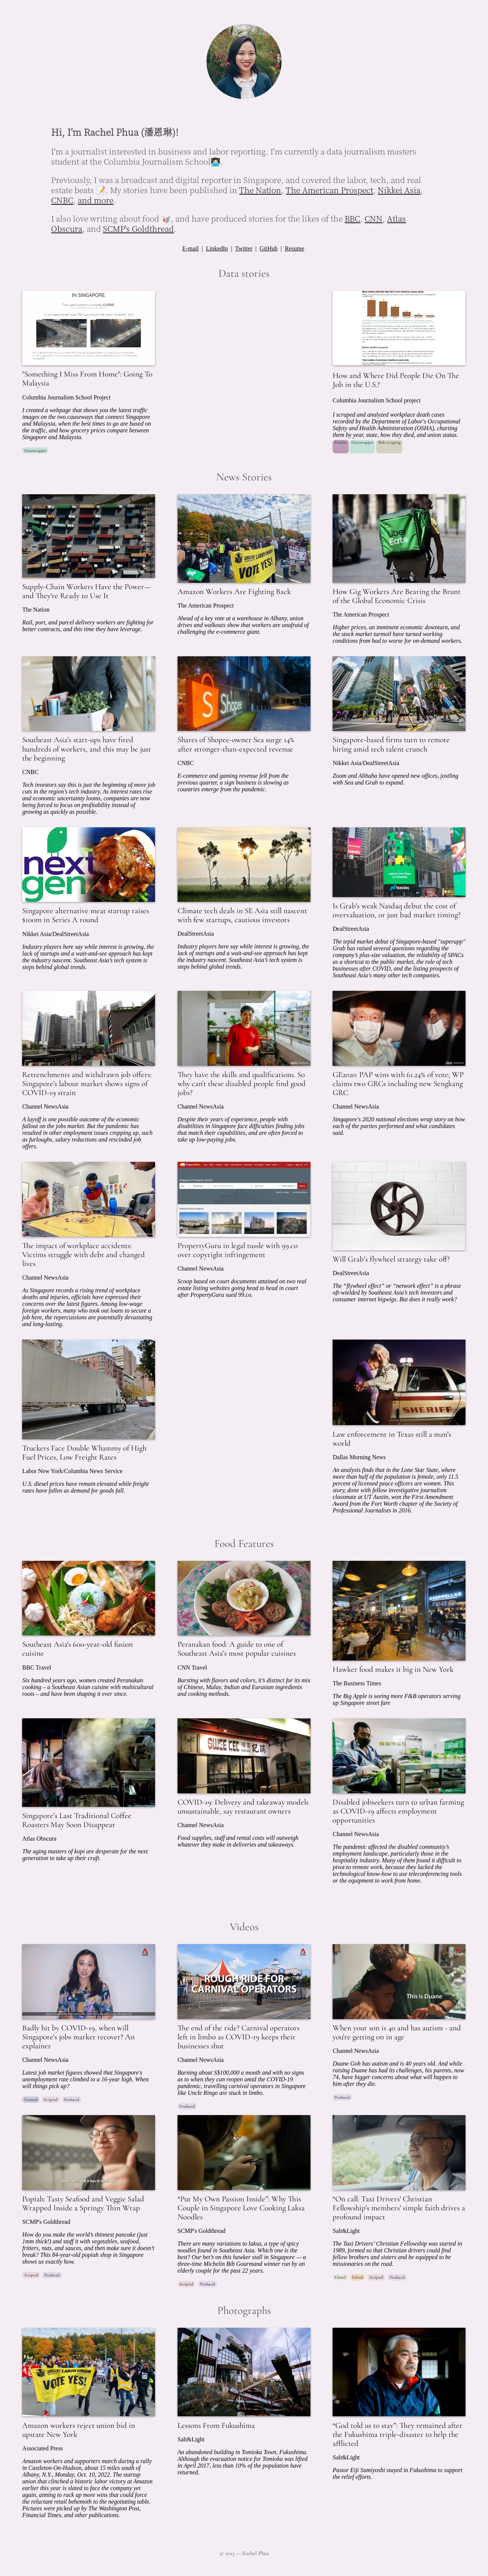 Hi, I'm Rachel Phua (潘恩琳)!
I'm a journalist interested in business and labor reporting. I'm currently a data journalism masters
student at the Columbia Journalism School👩🏻‍💻
Previously, I was a broadcast and digital reporter in Singapore, and covered the labor, tech, and real
estate beats 📝. My stories have been published in The Nation, The American Prospect, Nikkei Asia,
CNBC, and more.
I also love writing about food 🥡, and have produced stories for the likes of the BBC, CNN, Atlas
Obscura, and SCMP's Goldthread.
E-mail | LinkedIn | Twitter | GitHub | Resume
Data stories
IN SINGAPORE.
"Something I Miss From Home": Going To
Malaysia
Columbia Journalism School Project
I created a webpage that shows you the latest traffic
images on the two causeways that connect Singapore
and Malaysia, when the best times to go are based on
the traffic, and how grocery prices compare between
Singapore and Malaysia.
How and Where Did People Die On The
Job in the U.S.?
Columbia Journalism School project
I scraped and analyzed workplace death cases
recorded by the Department of Labor's Occupational
Safety and Health Administration (OSHA), charting
them by year, state, how they died, and union status.
Web scraping
News Stories
VOTE YES!
Uber
Eats
Supply-Chain Workers Have the Power—
and They're Ready to Use It
The Nation
Rail, port, and parcel delivery workers are fighting for
better contracts, and this time they have leverage.
Amazon Workers Are Fighting Back
The American Prospect
Ahead of a key vote at a warehouse in Albany, union
drives and walkouts show that workers are unafraid of
challenging the e-commerce giant.
How Gig Workers Are Bearing the Brunt
of the Global Economic Crisis
The American Prospect
Higher prices, an imminent economic downturn, and
the stock market turmoil have turned working
conditions from bad to worse for on-demand workers.
Southeast Asia's start-ups have fired
hundreds of workers, and this may be just
the beginning
CNBC
Tech investors say this is just the beginning of more job
cuts in the region's tech industry. As interest rates rise
and economic uncertainty looms, companies are now
being forced to focus on profitability instead of
growing as quickly as possible.
Shares of Shopee-owner Sea surge 14%
after stronger-than-expected revenue
CNBC
E-commerce and gaming revenue fell from the
previous quarter, a sign business is slowing as
countries emerge from the pandemic.
Singapore-based firms turn to remote
hiring amid tech talent crunch
Nikkei Asia/DealStreetAsia
Zoom and Alibaba have opened new offices, jostling
with Sea and Grab to expand.
next
gen
Singapore alternative meat startup raises
$100m in Series A round
Nikkei Asia/DealStreetAsia
Industry players here say while interest is growing, the
lack of startups and a wait-and-see approach has kept
the industry nascent. Southeast Asia's tech system is
steps behind global trends.
Climate tech deals in SE Asia still nascent
with few startups, cautious investors
DealStreetAsia
Industry players here say while interest is growing, the
lack of startups and a wait-and-see approach has kept
the industry nascent. Southeast Asia's tech system is
steps behind global trends.
Is Grab's weak Nasdaq debut the cost of
overvaluation, or just bad market timing?
DealStreetAsia
The tepid market debut of Singapore-based "superapp"
Grab has raised several questions regarding the
company's plus-size valuation, the reliability of SPACs
as a shortcut to the public market, the role of tech
businesses after COVID, and the listing prospects of
Southeast Asia's many other tech companies.
Retrenchments and withdrawn job offers:
Singapore's labour market shows signs of
COVID-19 strain
Channel NewsAsia
A layoff is one possible outcome of the economic
fallout on the jobs market. But the pandemic has
resulted in other employment issues cropping up, such
as furloughs, salary reductions and rescinded job
offers.
They have the skills and qualifications. So
why can't these disabled people find good
jobs?
Channel NewsAsia
Despite their years of experience, people with
disabilities in Singapore face difficulties finding jobs
that match their capabilities, and are often forced to
take up low-paying jobs.
GE2020: PAP wins with 61.24% of vote; WP
claims two GRCs including new Sengkang
GRC
Channel NewsAsia
Singapore's 2020 national elections wrap story on how
each of the parties performed and what candidates
said.
The impact of workplace accidents:
Victims struggle with debt and changed
lives
Channel NewsAsia
As Singapore records a rising trend of workplace
deaths and injuries, officials have expressed their
concerns over the latest figures. Among low-wage
foreign workers, many who took out loans to secure a
job here, the repercussions are potentially devastating
and long-lasting.
PropertyGuru in legal tussle with 99.co
over copyright infringement
Channel NewsAsia
Scoop based on court documents attained on two real
estate listing websites going head to head in court
after PropertyGuru sued 99.co.
Will Grab's flywheel strategy take off?
DealStreetAsia
The “flywheel effect” or “network effect” is a phrase
oft-wielded by Southeast Asia's tech investors and
consumer internet bigwigs. But does it really work?
SHERIFF
Truckers Face Double Whammy of High
Fuel Prices, Low Freight Rates
Labor New York/Columbia News Service
U.S. diesel prices have remain elevated while freight
rates have fallen as demand for goods fall.
Law enforcement in Texas still a man's
world
Dallas Morning News
An analysis finds that in the Lone Star State, where
more than half of the population is female, only 11.5
percent of licensed peace officers are women. This
story, done with fellow investigative journalism
classmate at UT Austin, won the First Amendment
Award from the Fort Worth chapter of the Society of
Professional Journalists in 2016.
Food Features
Southeast Asia's 600-year-old fusion
cuisine
BBC Travel
Six hundred years ago, women created Peranakan
cooking – a Southeast Asian cuisine with multicultural
roots – and have been shaping it ever since.
Peranakan food: A guide to one of
Southeast Asia's most popular cuisines
CNN Travel
Bursting with flavors and colors, it's distinct for its mix
of Chinese, Malay, Indian and Eurasian ingredients
and cooking methods.
Hawker food makes it big in New York
The Business Times
The Big Apple is seeing more F&B operators serving
up Singapore street fare
GWEK KEE
Singapore's Last Traditional Coffee
Roasters May Soon Disappear
Atlas Obscura
The aging masters of kopi are desperate for the next
generation to take up their craft.
COVID-19: Delivery and takeaway models
unsustainable, say restaurant owners
Channel NewsAsia
Food supplies, staff and rental costs will outweigh
whatever they make in deliveries and takeaways.
Disabled jobseekers turn to urban farming
as COVID-19 affects employment
opportunities
Channel NewsAsia
The pandemic affected the disabled community's
employment landscape, particularly those in the
hospitality industry. Many of them found it difficult to
pivot to remote work, because they lacked the
technological know-how to use teleconferencing tools
or the equipment to work from home.
Videos
ROUGH RIDE FOR
CARNIVAL OPERATORS
This is Duane
Badly hit by COVID-19, when will
Singapore's jobs market recover? An
explainer
Channel NewsAsia
Latest job market figures showed that Singapore's
unemployment rate climbed to a 16-year high. When
will things pick up?
Scripted Produced
The end of the ride? Carnival operators
left in limbo as COVID-19 keeps their
businesses shut
Channel NewsAsia
Burning about S$100,000 a month and with no signs
as to when they can reopen amid the COVID-19
pandemic, travelling carnival operators in Singapore
like Uncle Ringo are stuck in limbo.
Produced
When your son is 40 and has autism - and
you're getting on in age
Channel NewsAsia
Duane Goh has autism and is 40 years old. And while
raising Duane has had its challenges, his parents, now
74, have bigger concerns about what will happen to
him after they die.
Produced
Popiah: Tasty Seafood and Veggie Salad
Wrapped Inside a Springy Thin Wrap
SCMP's Goldthread
How do you make the world's thinnest pancake (just
1mm thick!) and stuff it with vegetables, seafood,
fritters, nuts, and sauces, and then make sure it doesn't
break? This 84-year-old popiah shop in Singapore
shows us exactly how.
Scripted Produced
“Put My Own Passion Inside”: Why This
Couple in Singapore Love Cooking Laksa
Noodles
SCMP's Goldthread
There are many variations to laksa, a type of spicy
noodles found in Southeast Asia. Which one is the
best? Our bet's on this hawker stall in Singapore –- a
three-time Michelin Bib Gourmand winner run by an
elderly couple for the past 22 years.
Scripted Produced
“On call: Taxi Drivers' Christian
Fellowship's members' simple faith drives a
profound impact
Salt&Light
The Taxi Drivers' Christian Fellowship was started in
1989, formed so that Christian drivers could find
fellow brothers and sisters and be equipped to be
missionaries on the road.
Filmed Edited Scripted Produced
Photographs
VOTE YES!
Amazon workers reject union bid in
upstate New York
Associated Press
Amazon workers and supporters march during a rally
in Castleton-On-Hudson, about 15 miles south of
Albany, N.Y., Monday, Oct. 10, 2022. The startup
union that clinched a historic labor victory at Amazon
earlier this year is slated to face the company yet
again, aiming to rack up more wins that could force
the reluctant retail behemoth to the negotiating table.
Pictures were picked up by The Washington Post,
Financial Times, and other publications.
Lessons From Fukushima
Salt&Light
An abandoned building in Tomioka Town, Fukushima.
Although the evacuation notice for Tomioka was lifted
in April 2017, less than 10% of the population have
returned.
“God told us to stay”: They remained after
the Fukushima triple-disaster to help the
afflicted
Salt&Light
Pastor Eiji Sumiyoshi stayed in Fukushima to support
the relief efforts.
© 2023 — Rachel Phua